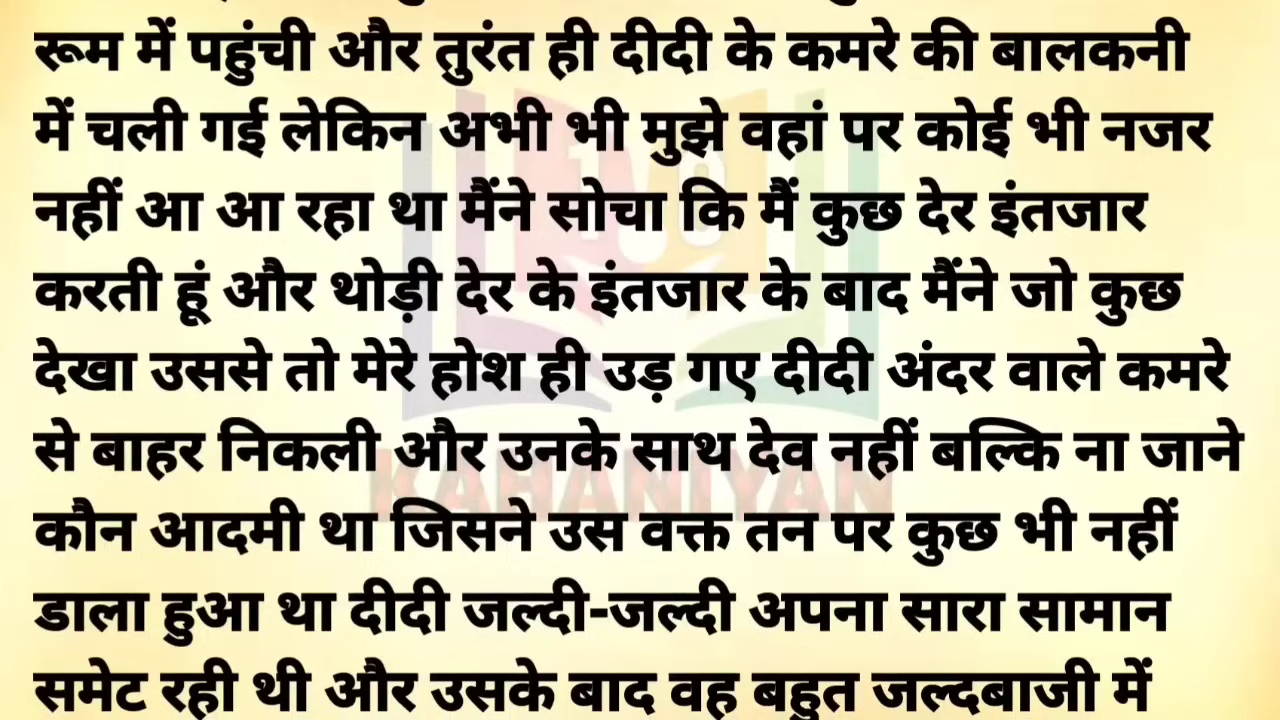 रूम में पहुंची और तुरंत ही दीदी के कमरे की बालकनी
में चली गई लेकिन अभी भी मुझे वहां पर कोई भी नजर
नहीं आ आ रहा था मैंने सोचा कि मैं कुछ देर इंतजार
करती हूं और थोड़ी देर के इंतजार के बाद मैंने जो कुछ
देखा उससे तो मेरे होश ही उड़ गए दीदी अंदर वाले कमरे
से बाहर निकली और उनके साथ देव नहीं बल्कि ना जाने
KAHANIYAN
कौन आदमी था जिसने उस वक्त तन पर कुछ भी नहीं
डाला हुआ था दीदी जल्दी-जल्दी अपना सारा सामान
समेट रही थी और उसके बाद वह बहुत जल्दबाजी में